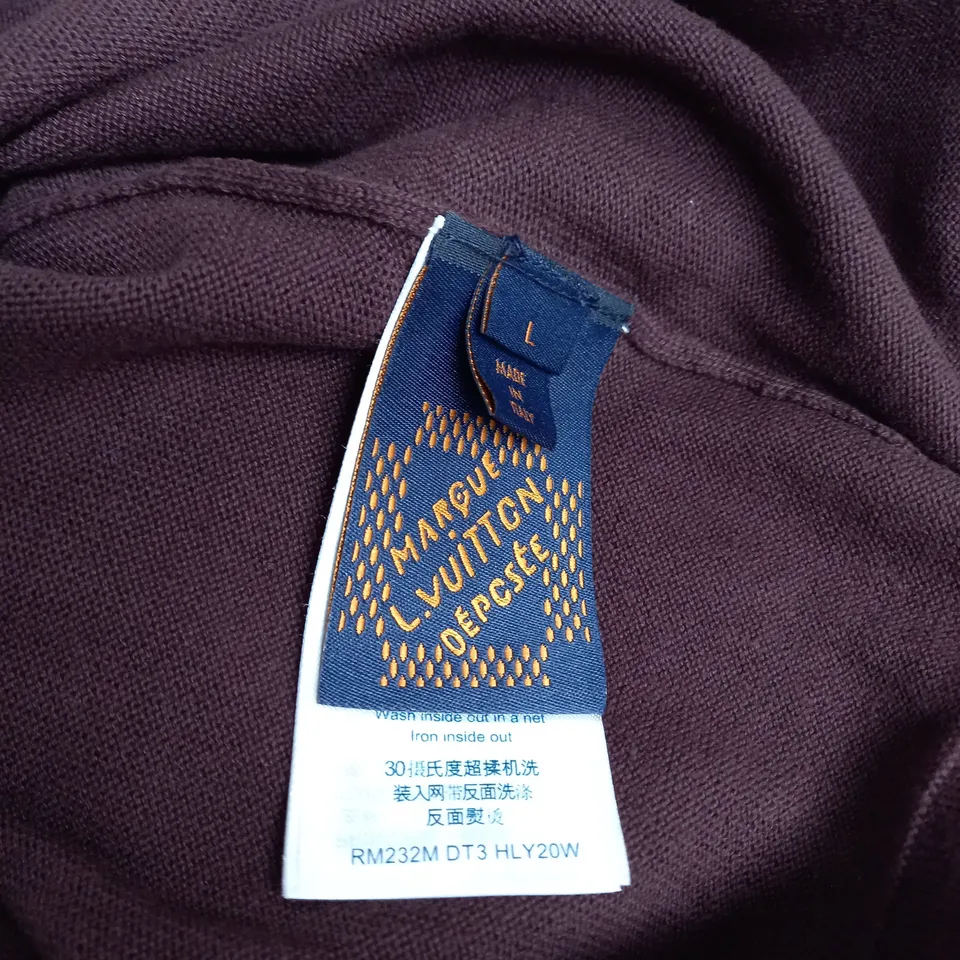 L
MADE
IN
ITALY
MARQUE
L.VUITTON
DÉPOSÉE
Wash inside out in a net
Iron inside out
30摄氏度超柔机洗
装入网带反面洗涤
反面熨烫
RM232M DT3 HLY20W